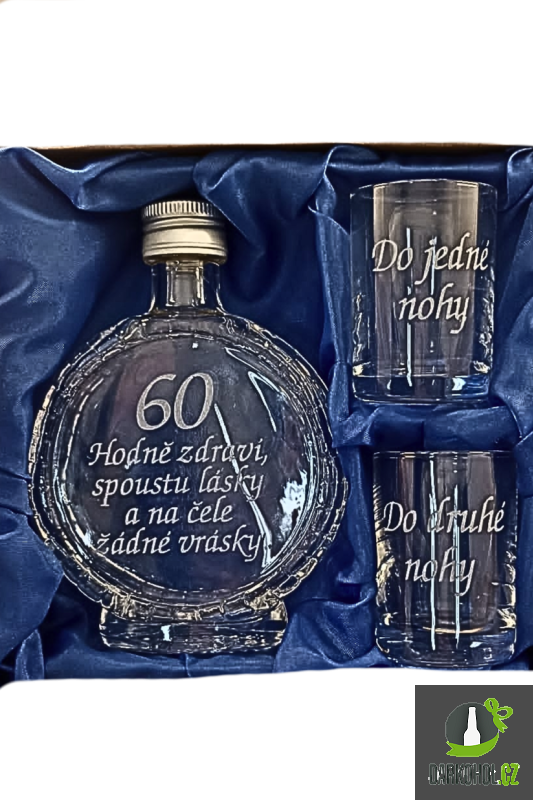 60
Hodně zdraví,
spoustu lásky
a na čele
žádné vrásky
Do jedné
nohy
Do druhé
nohy
DARKOHOL.CZ